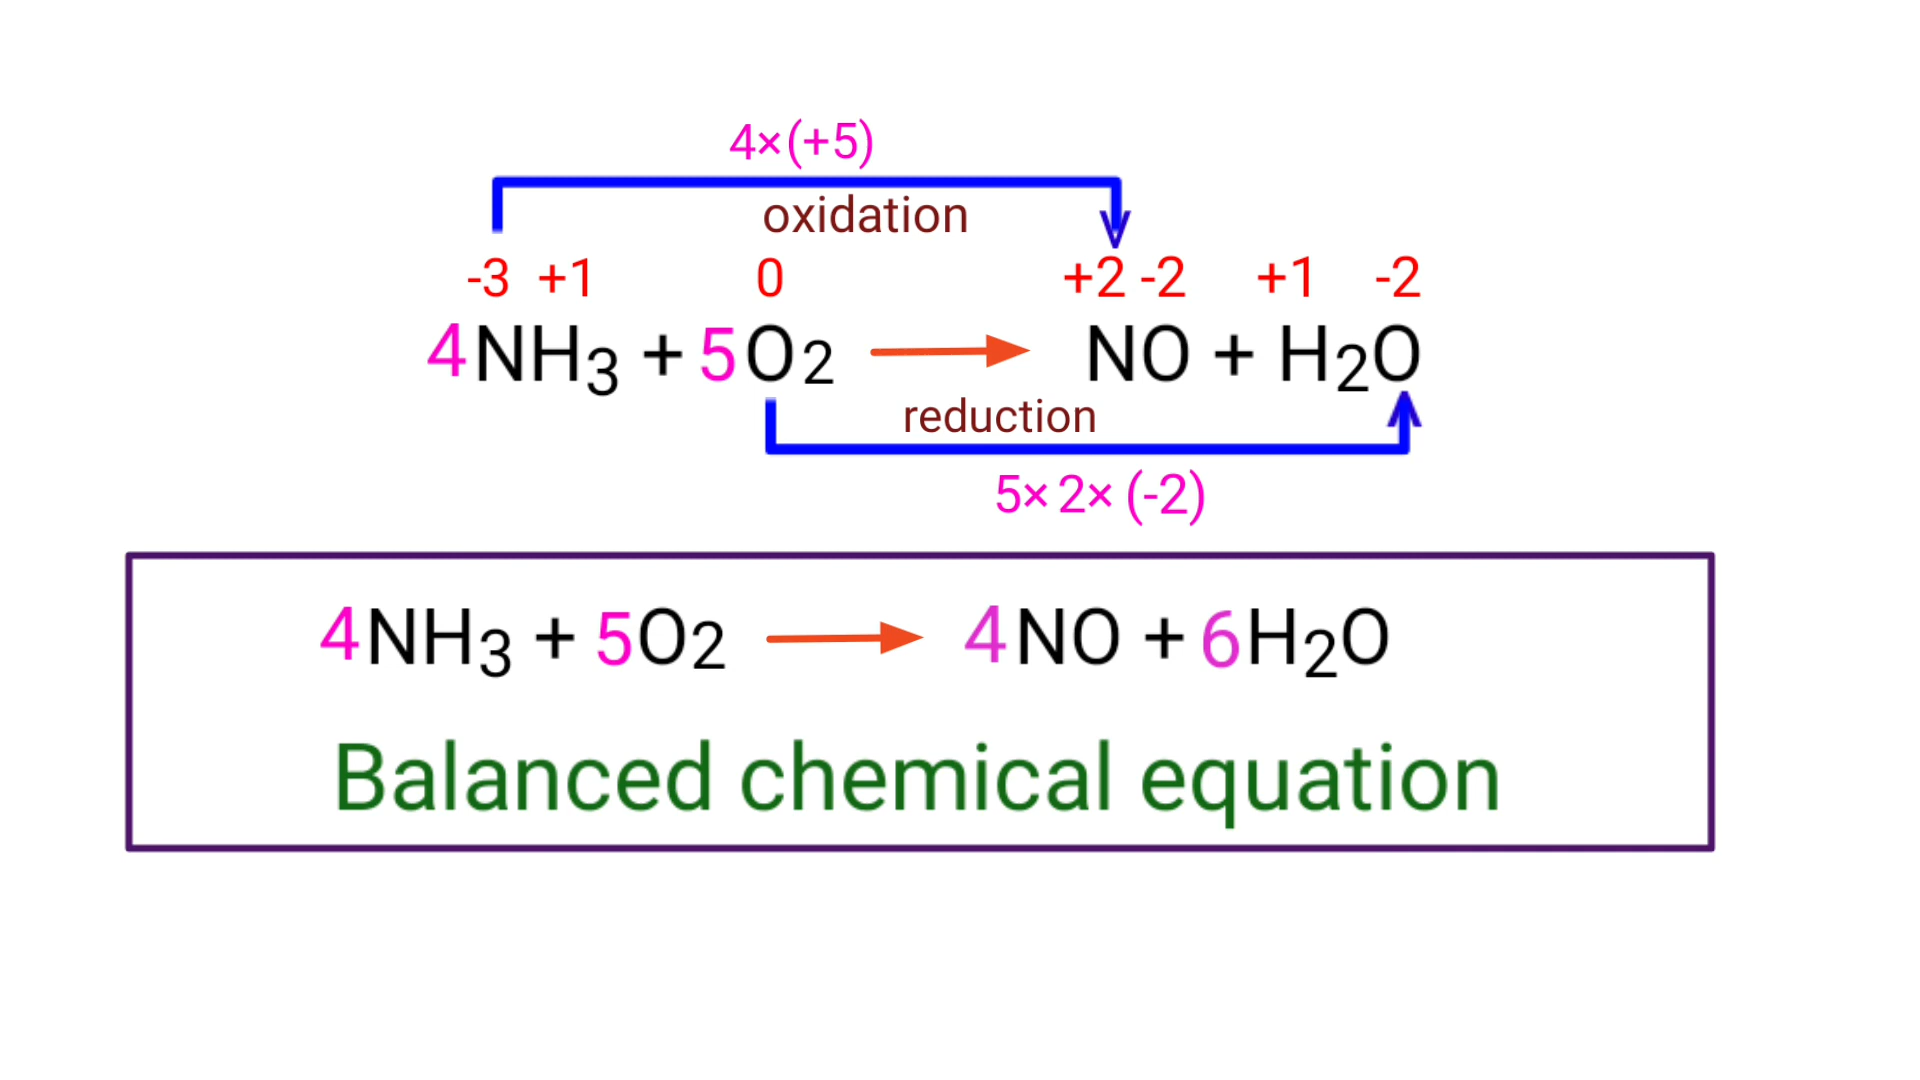 4×(+5)
oxidation
-3 +1 0 +2 -2 +1 -2
4NH3 + 5O2 → NO + H2O
reduction
5×2×(-2)
4NH3 + 5O2 → 4NO + 6H2O
Balanced chemical equation